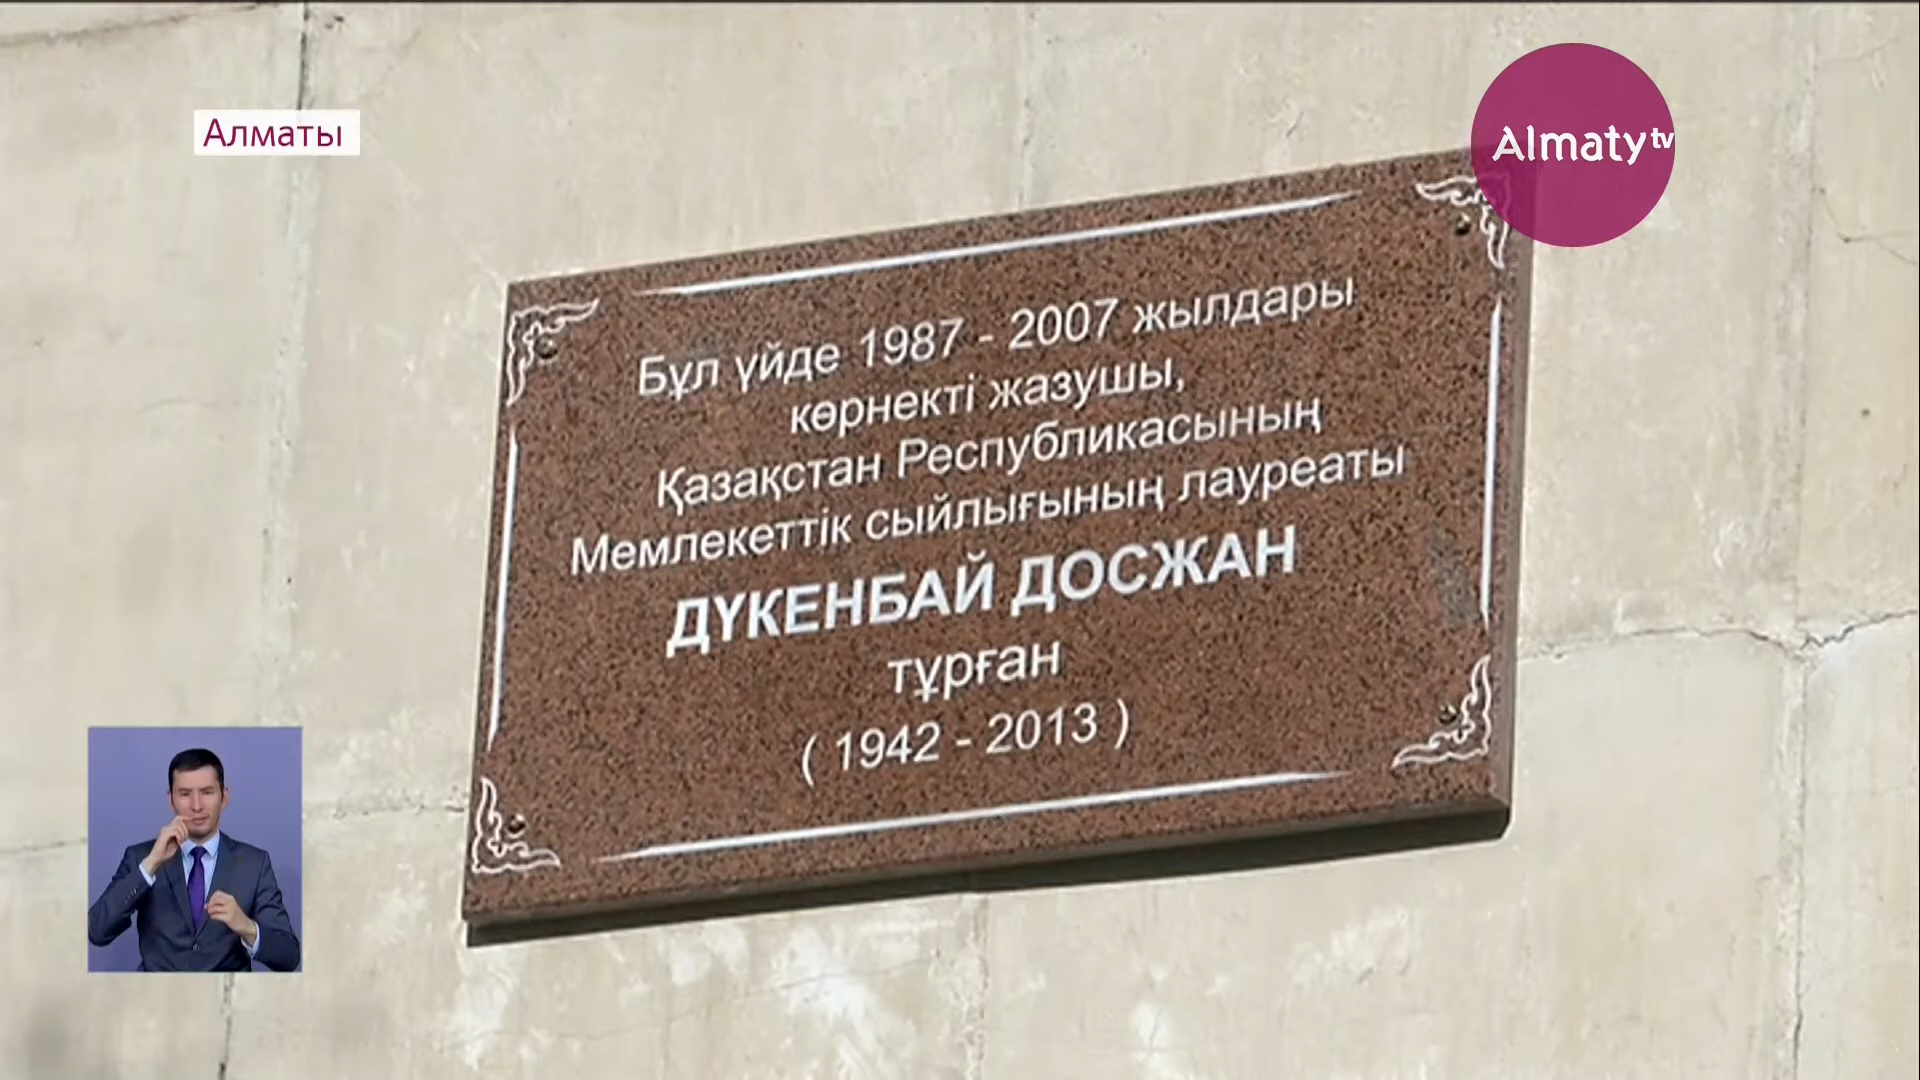 Алматы
Almaty tv
Бұл үйде 1987 - 2007 жылдары
көрнекті жазушы,
Қазақстан Республикасының
Мемлекеттік сыйлығының лауреаты
ДҮКЕНБАЙ ДОСЖАН
тұрған
( 1942 - 2013 )